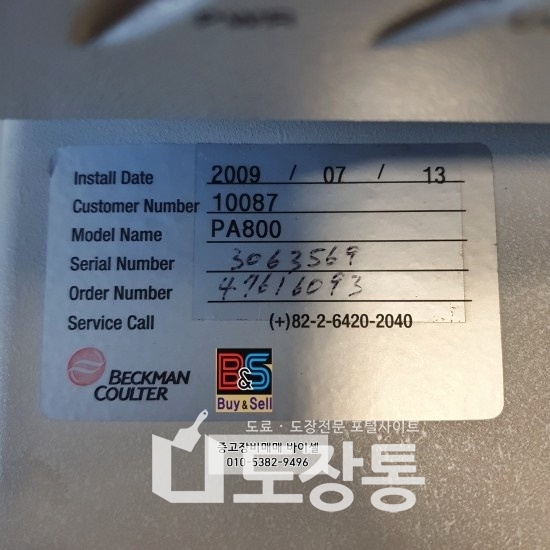 Install Date 2009 / 07 / 13
Customer Number 10087
Model Name PA800
Serial Number 3063569
Order Number 47616093
Service Call (+)82-2-6420-2040
BECKMAN
COULTER
B&S
Buy & Sell
도료 · 도장전문 포털사이트
중고장비매매 바이셀
010-5382-9496
도장통